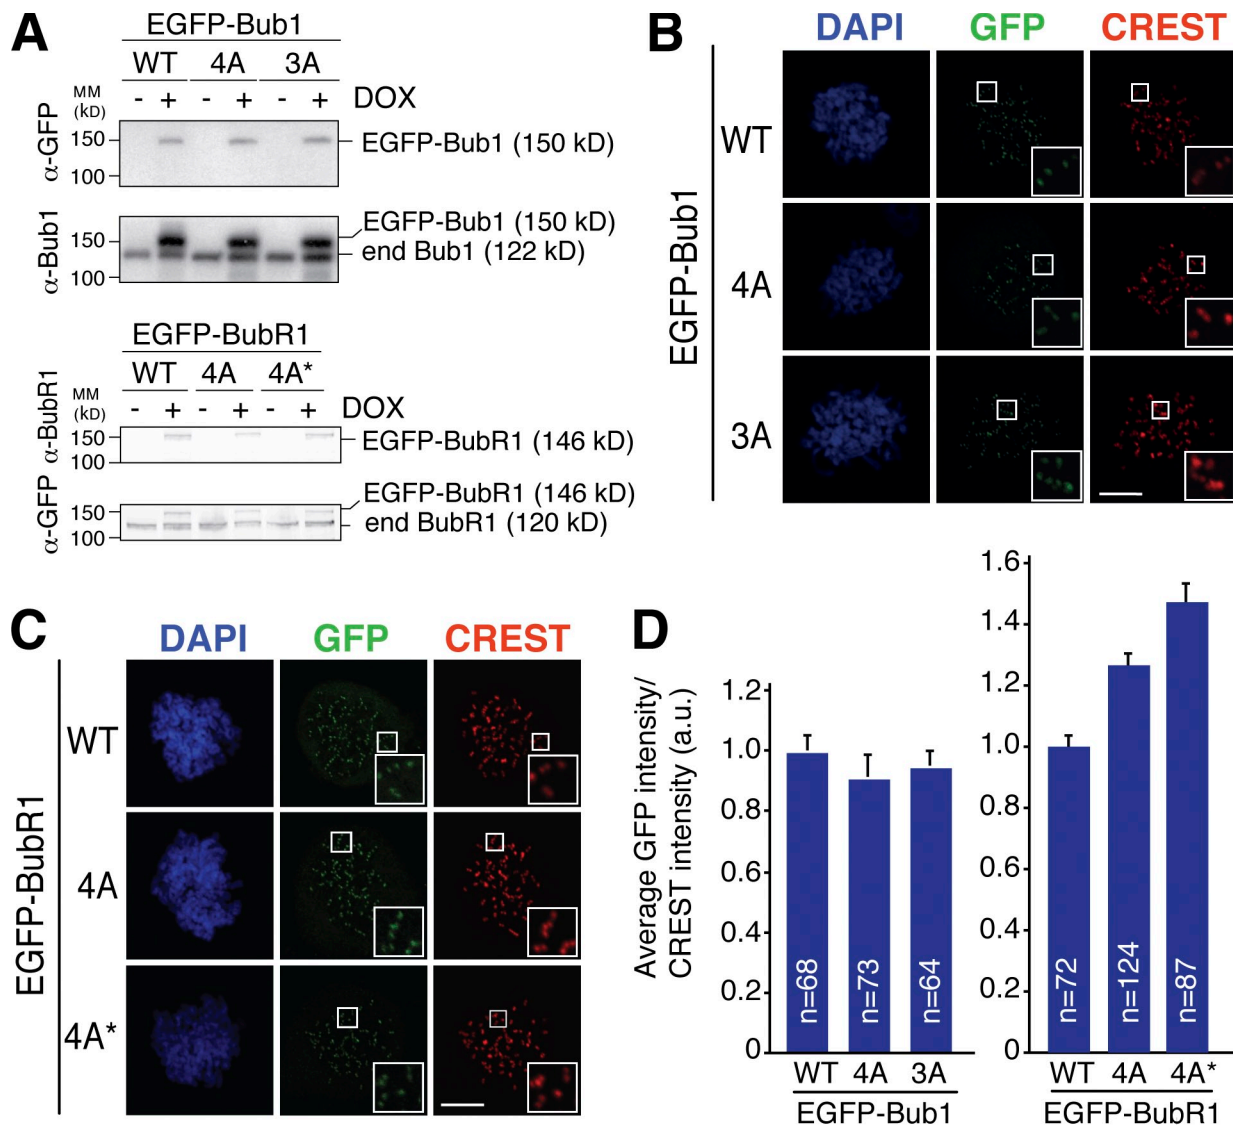 A
EGFP-Bub1
WT 4A 3A
MM
(kD)
- + - + - + DOX
α-GFP
150
100
EGFP-Bub1 (150 kD)
α-Bub1
150
100
EGFP-Bub1 (150 kD)
end Bub1 (122 kD)
EGFP-BubR1
WT 4A 4A*
MM
(kD)
- + - + - + DOX
α-BubR1
150
100
EGFP-BubR1 (146 kD)
α-GFP
150
100
EGFP-BubR1 (146 kD)
end BubR1 (120 kD)
B
DAPI GFP CREST
EGFP-Bub1
WT
4A
3A
C
DAPI GFP CREST
EGFP-BubR1
WT
4A
4A*
D
Average GFP intensity/
CREST intensity (a.u.)
1.2
1.0
0.8
0.6
0.4
0.2
0
n=68 n=73 n=64
WT 4A 3A
EGFP-Bub1
1.6
1.4
1.2
1.0
0.8
0.6
0.4
0.2
0
n=72 n=124 n=87
WT 4A 4A*
EGFP-BubR1